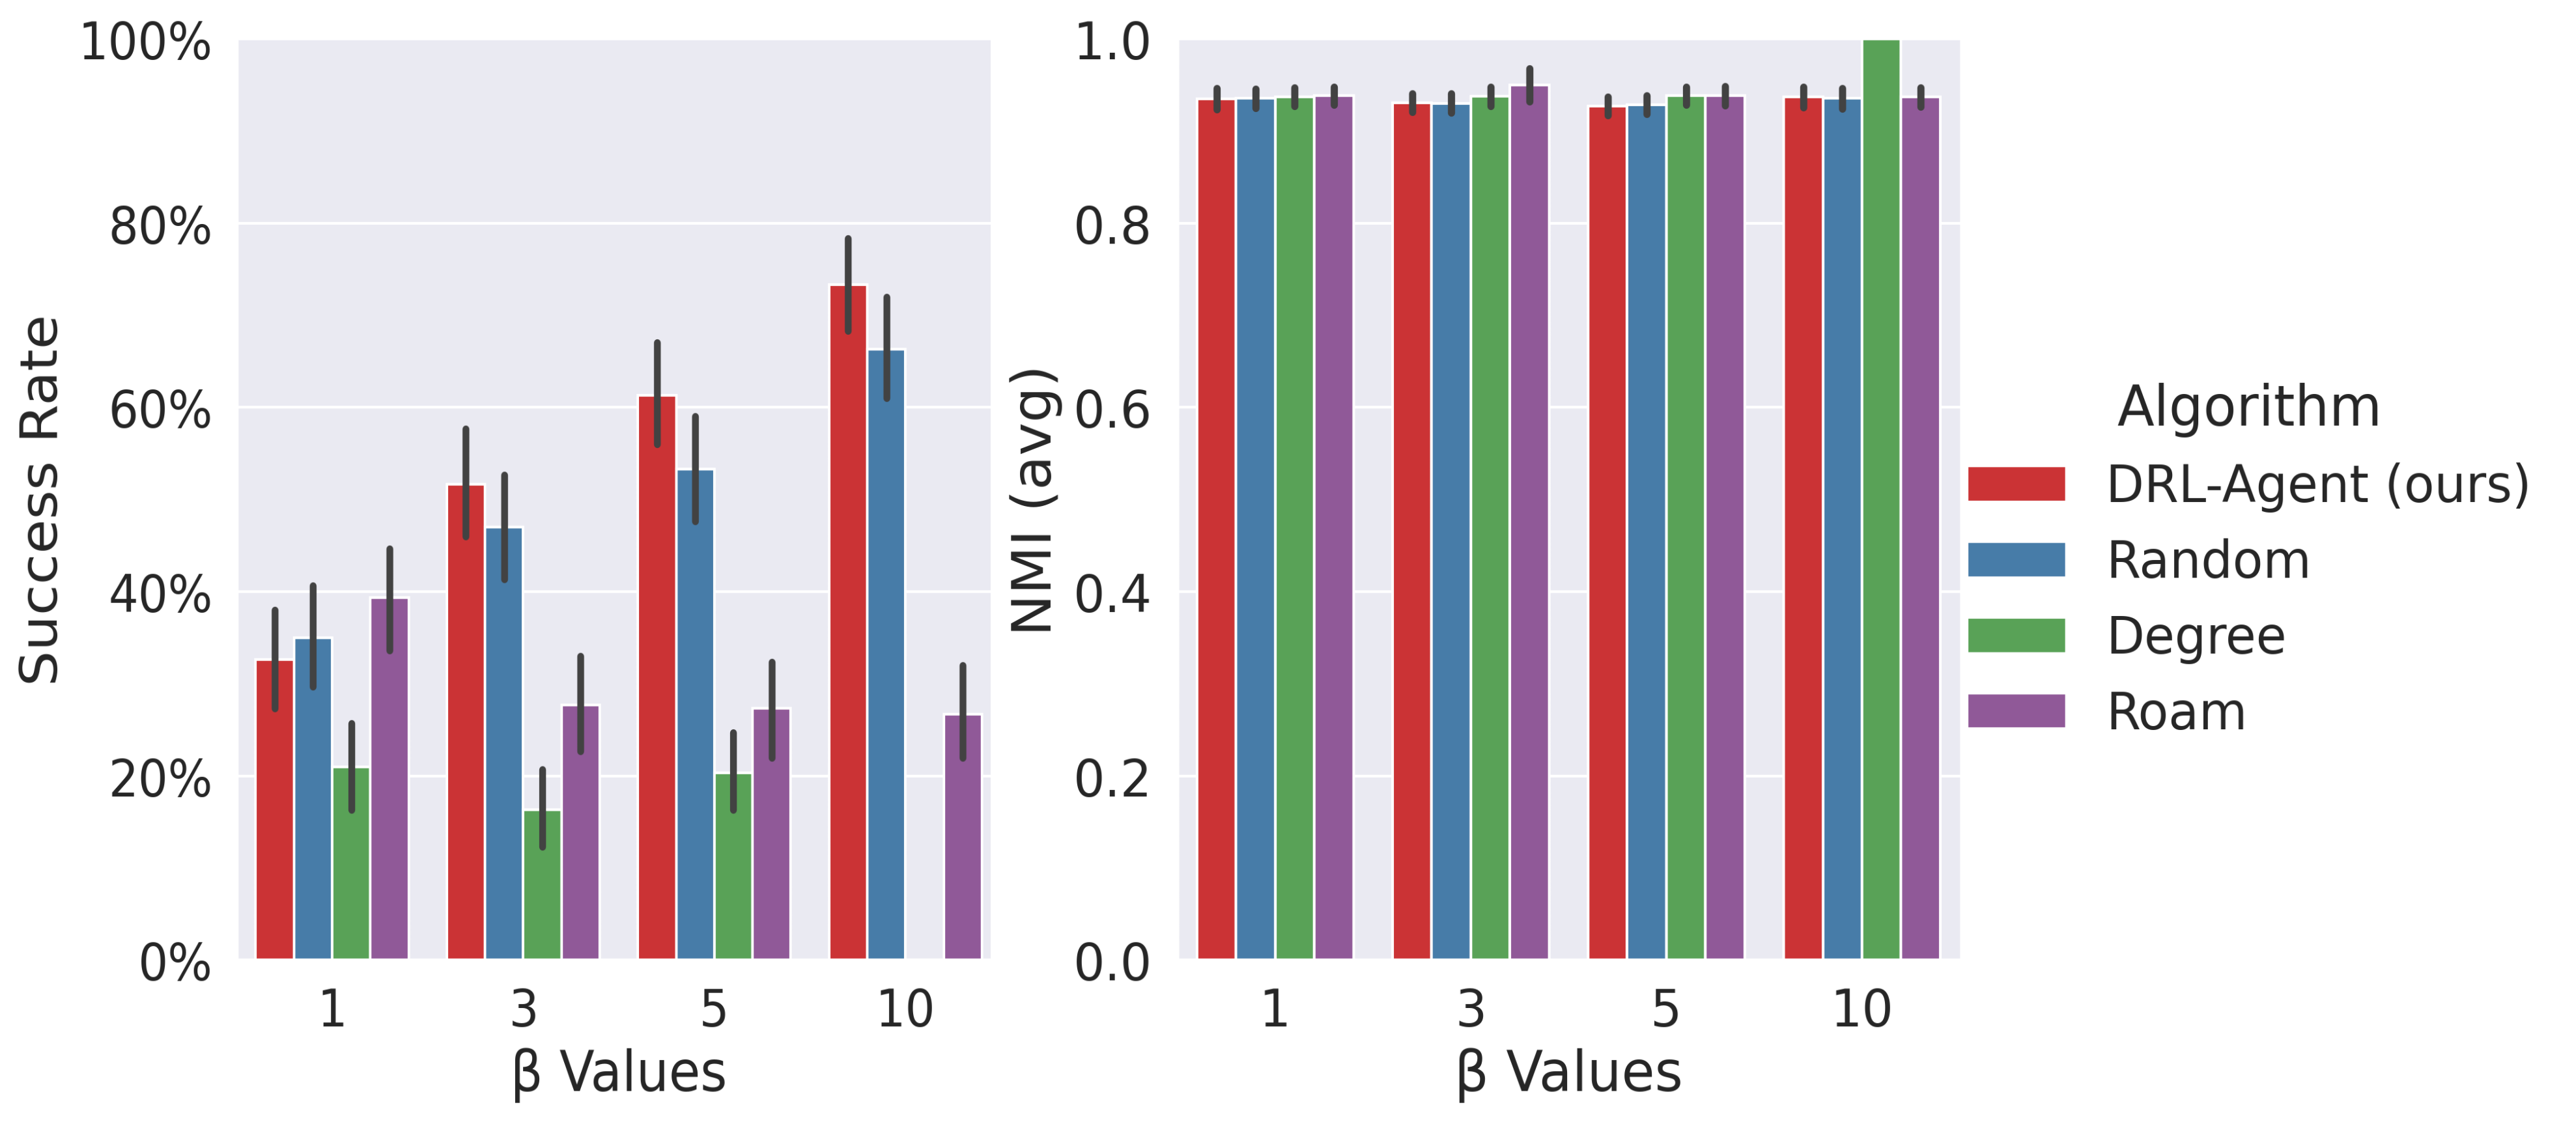 100%
80%
60%
40%
20%
0%
Success Rate
1 3 5 10
β Values
1.0
0.8
0.6
0.4
0.2
0.0
NMI (avg)
1 3 5 10
β Values
Algorithm
DRL-Agent (ours)
Random
Degree
Roam